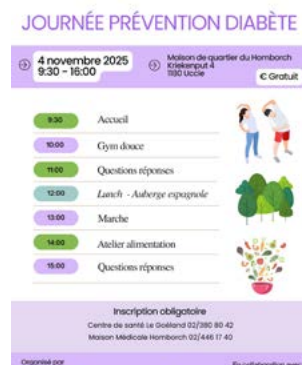 JOURNÉE PRÉVENTION DIABÈTE
4 novembre 2025
9:30 - 16:00
Maison de quartier du Homborch
Kriekenput 4
1180 Uccle
€ Gratuit
9:30 Accueil
10:00 Gym douce
11:00 Questions réponses
12:00 Lunch - Auberge espagnole
13:00 Marche
14:00 Atelier alimentation
15:00 Questions réponses
Inscription obligatoire
Centre de santé Le Goéland 02/380 80 42
Maison Médicale Homborch 02/446 17 40
Organisé par
En collaboration avec